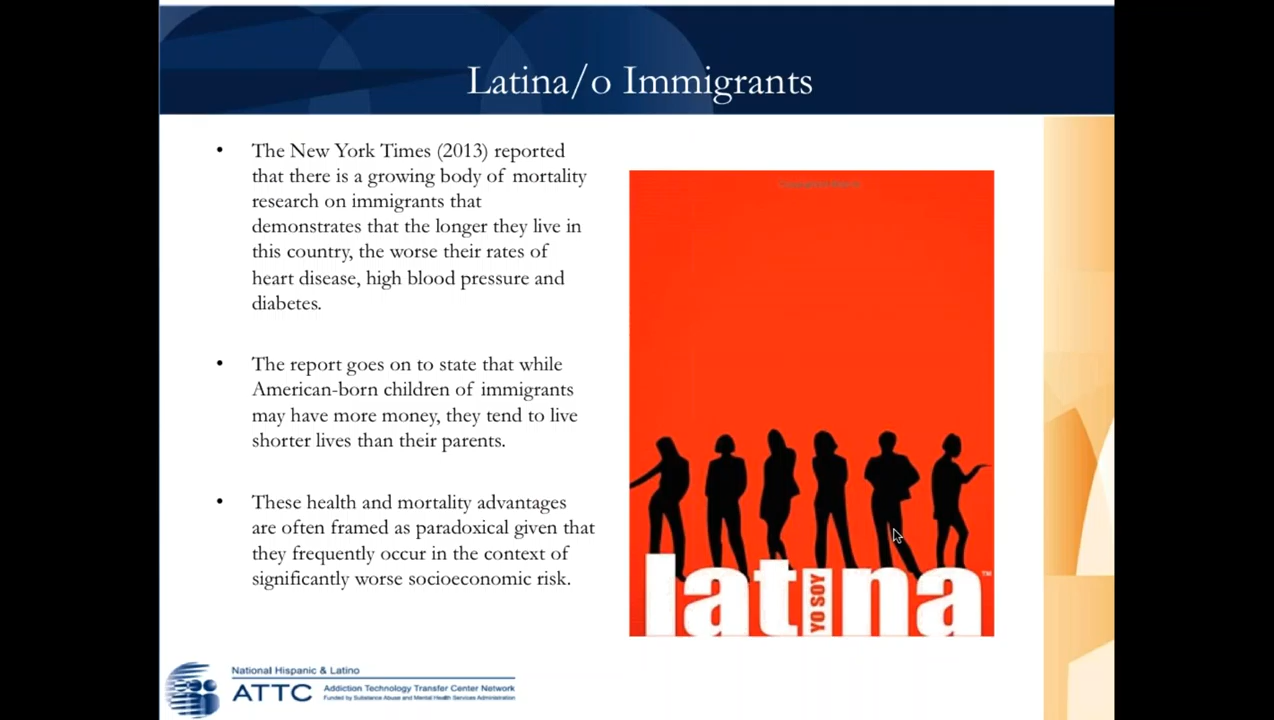 Latina/o Immigrants
• The New York Times (2013) reported
that there is a growing body of mortality
research on immigrants that
demonstrates that the longer they live in
this country, the worse their rates of
heart disease, high blood pressure and
diabetes.
• The report goes on to state that while
American-born children of immigrants
may have more money, they tend to live
shorter lives than their parents.
• These health and mortality advantages
are often framed as paradoxical given that
they frequently occur in the context of
significantly worse socioeconomic risk.
latina™
YO SOY
National Hispanic & Latino
ATTC
Addiction Technology Transfer Center Network
Funded by Substance Abuse and Mental Health Services Administration